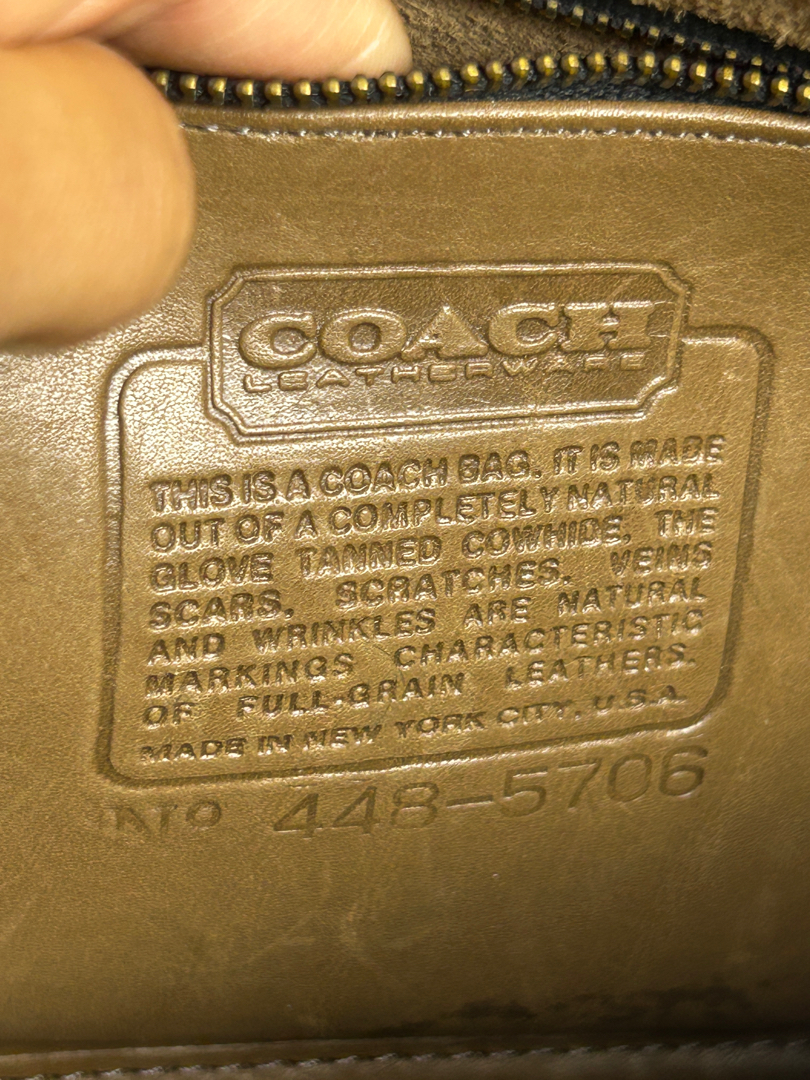 COACH
LEATHERWARE
THIS IS A COACH BAG. IT IS MADE
OUT OF A COMPLETELY NATURAL
GLOVE TANNED COWHIDE, THE
SCARS, SCRATCHES, VEINS
AND WRINKLES ARE NATURAL
MARKINGS CHARACTERISTIC
OF FULL-GRAIN LEATHERS.
MADE IN NEW YORK CITY, U.S.A.
NO 448-5706